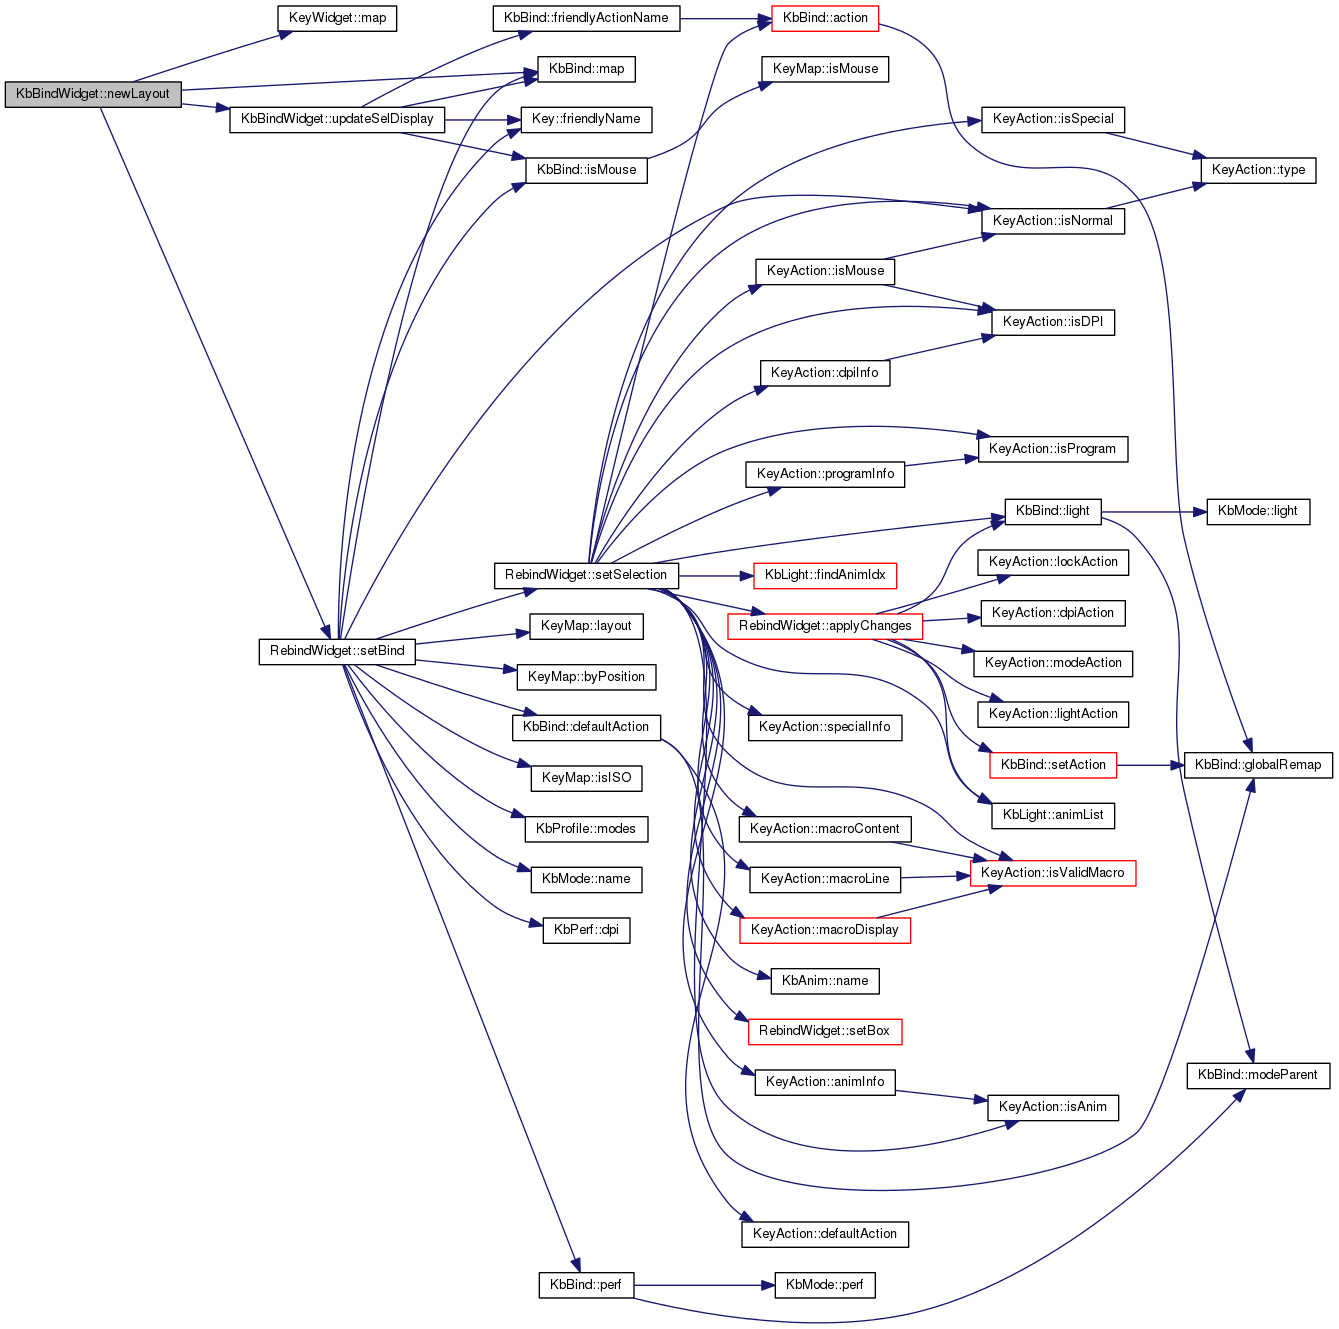 KbBindWidget::newLayout
KeyWidget::map
KbBindWidget::updateSelDisplay
RebindWidget::setBind
KbBind::friendlyActionName
KbBind::map
Key::friendlyName
KbBind::isMouse
RebindWidget::setSelection
KeyMap::layout
KeyMap::byPosition
KbBind::defaultAction
KeyMap::isISO
KbProfile::modes
KbMode::name
KbPerf::dpi
KbBind::perf
KbBind::action
KeyMap::isMouse
KeyAction::isMouse
KeyAction::dpiInfo
KeyAction::programInfo
KbLight::findAnimIdx
RebindWidget::applyChanges
KeyAction::specialInfo
KeyAction::macroContent
KeyAction::macroLine
KeyAction::macroDisplay
KbAnim::name
RebindWidget::setBox
KeyAction::animInfo
KeyAction::defaultAction
KbMode::perf
KeyAction::isSpecial
KeyAction::isNormal
KeyAction::isDPI
KeyAction::isProgram
KbBind::light
KeyAction::lockAction
KeyAction::dpiAction
KeyAction::modeAction
KeyAction::lightAction
KbBind::setAction
KbLight::animList
KeyAction::isValidMacro
KeyAction::isAnim
KeyAction::type
KbMode::light
KbBind::globalRemap
KbBind::modeParent